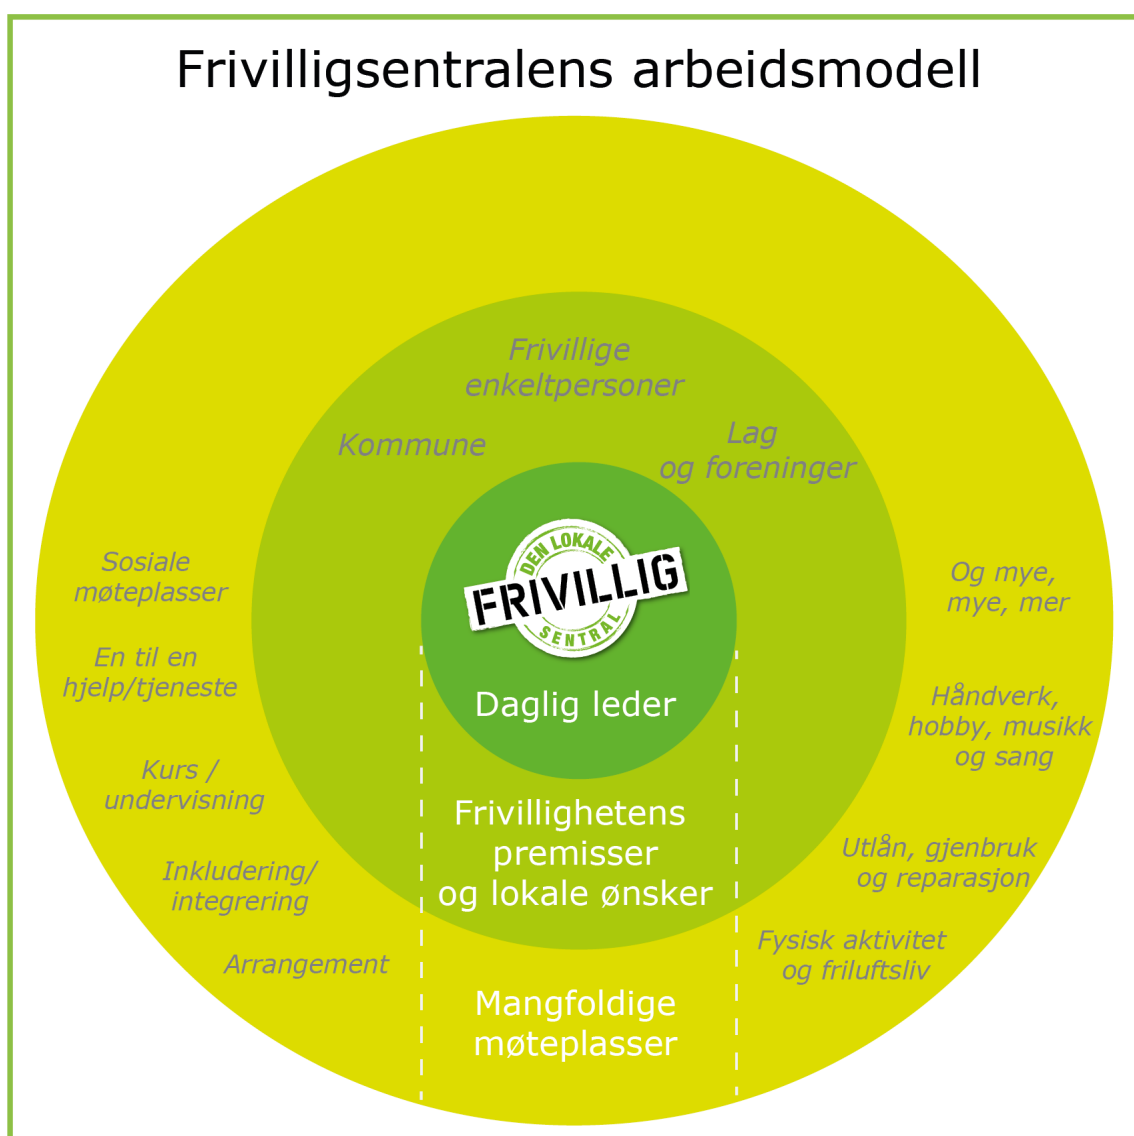 Frivilligsentralens arbeidsmodell
Frivillige
enkeltpersoner
Kommune
Lag
og foreninger
DEN LOKALE
FRIVILLIG
SENTRAL
Daglig leder
Frivillighetens
premisser
og lokale ønsker
Mangfoldige
møteplasser
Sosiale
møteplasser
En til en
hjelp/tjeneste
Kurs /
undervisning
Inkludering/
integrering
Arrangement
Og mye,
mye, mer
Håndverk,
hobby, musikk
og sang
Utlån, gjenbruk
og reparasjon
Fysisk aktivitet
og friluftsliv